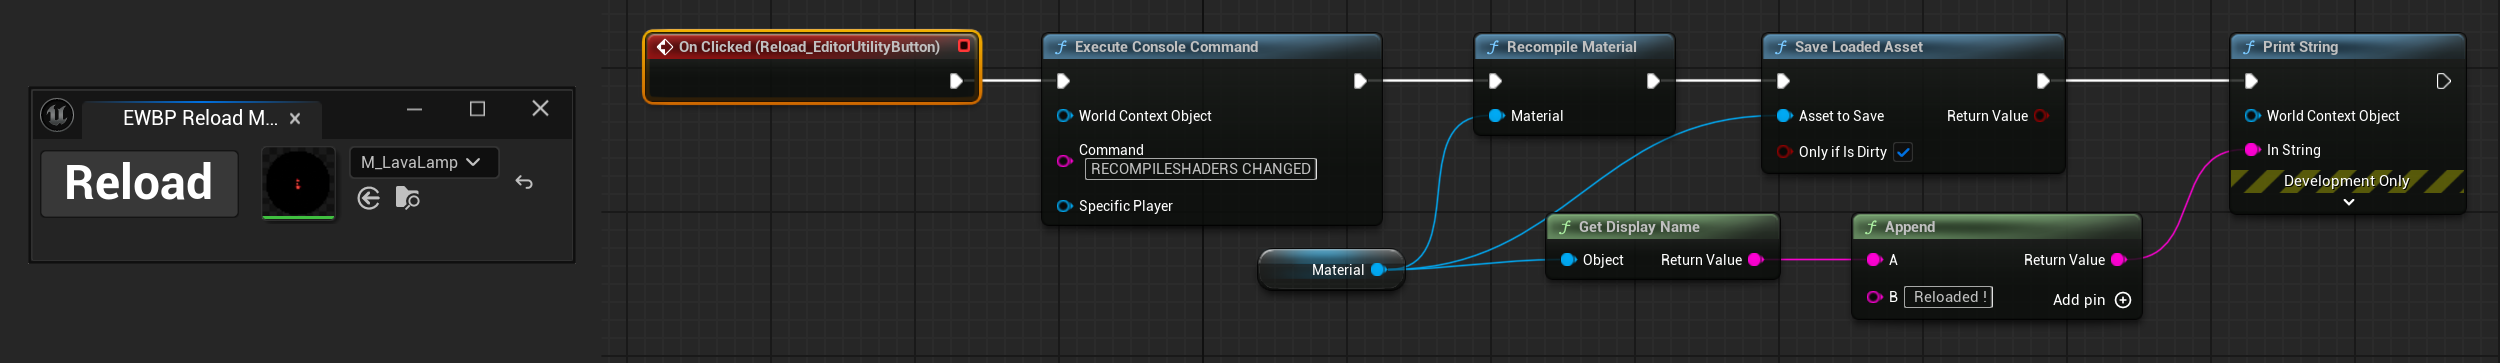 EWBP Reload M...
Reload
M_LavaLamp
On Clicked (Reload_EditorUtilityButton)
f Execute Console Command
World Context Object
Command
RECOMPILESHADERS CHANGED
Specific Player
Material
f Recompile Material
Material
f Save Loaded Asset
Asset to Save
Return Value
Only if Is Dirty
f Get Display Name
Object
Return Value
f Append
A
Return Value
B
Reloaded !
Add pin
f Print String
World Context Object
In String
Development Only